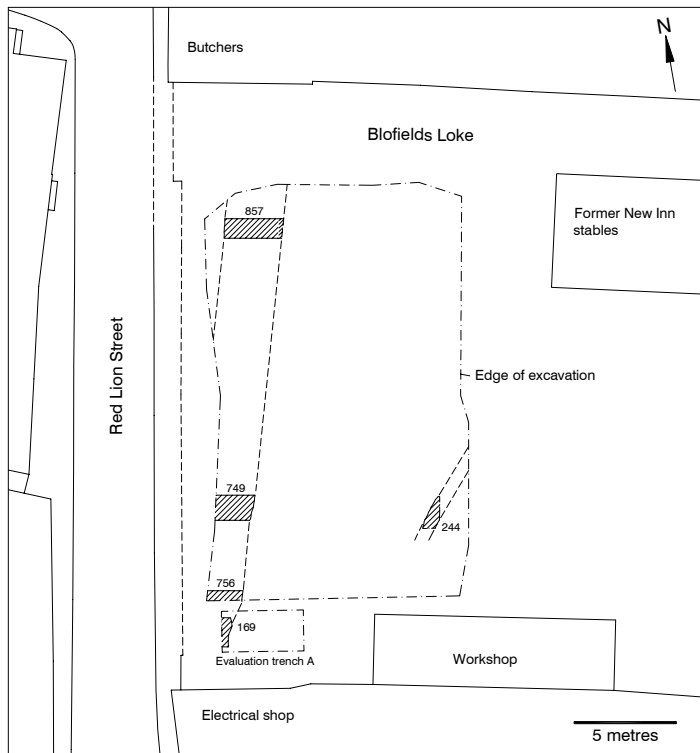 Butchers
N
Blofields Loke
857
Former New Inn
stables
Red Lion Street
Edge of excavation
749
244
756
169
Evaluation trench A
Workshop
Electrical shop
5 metres